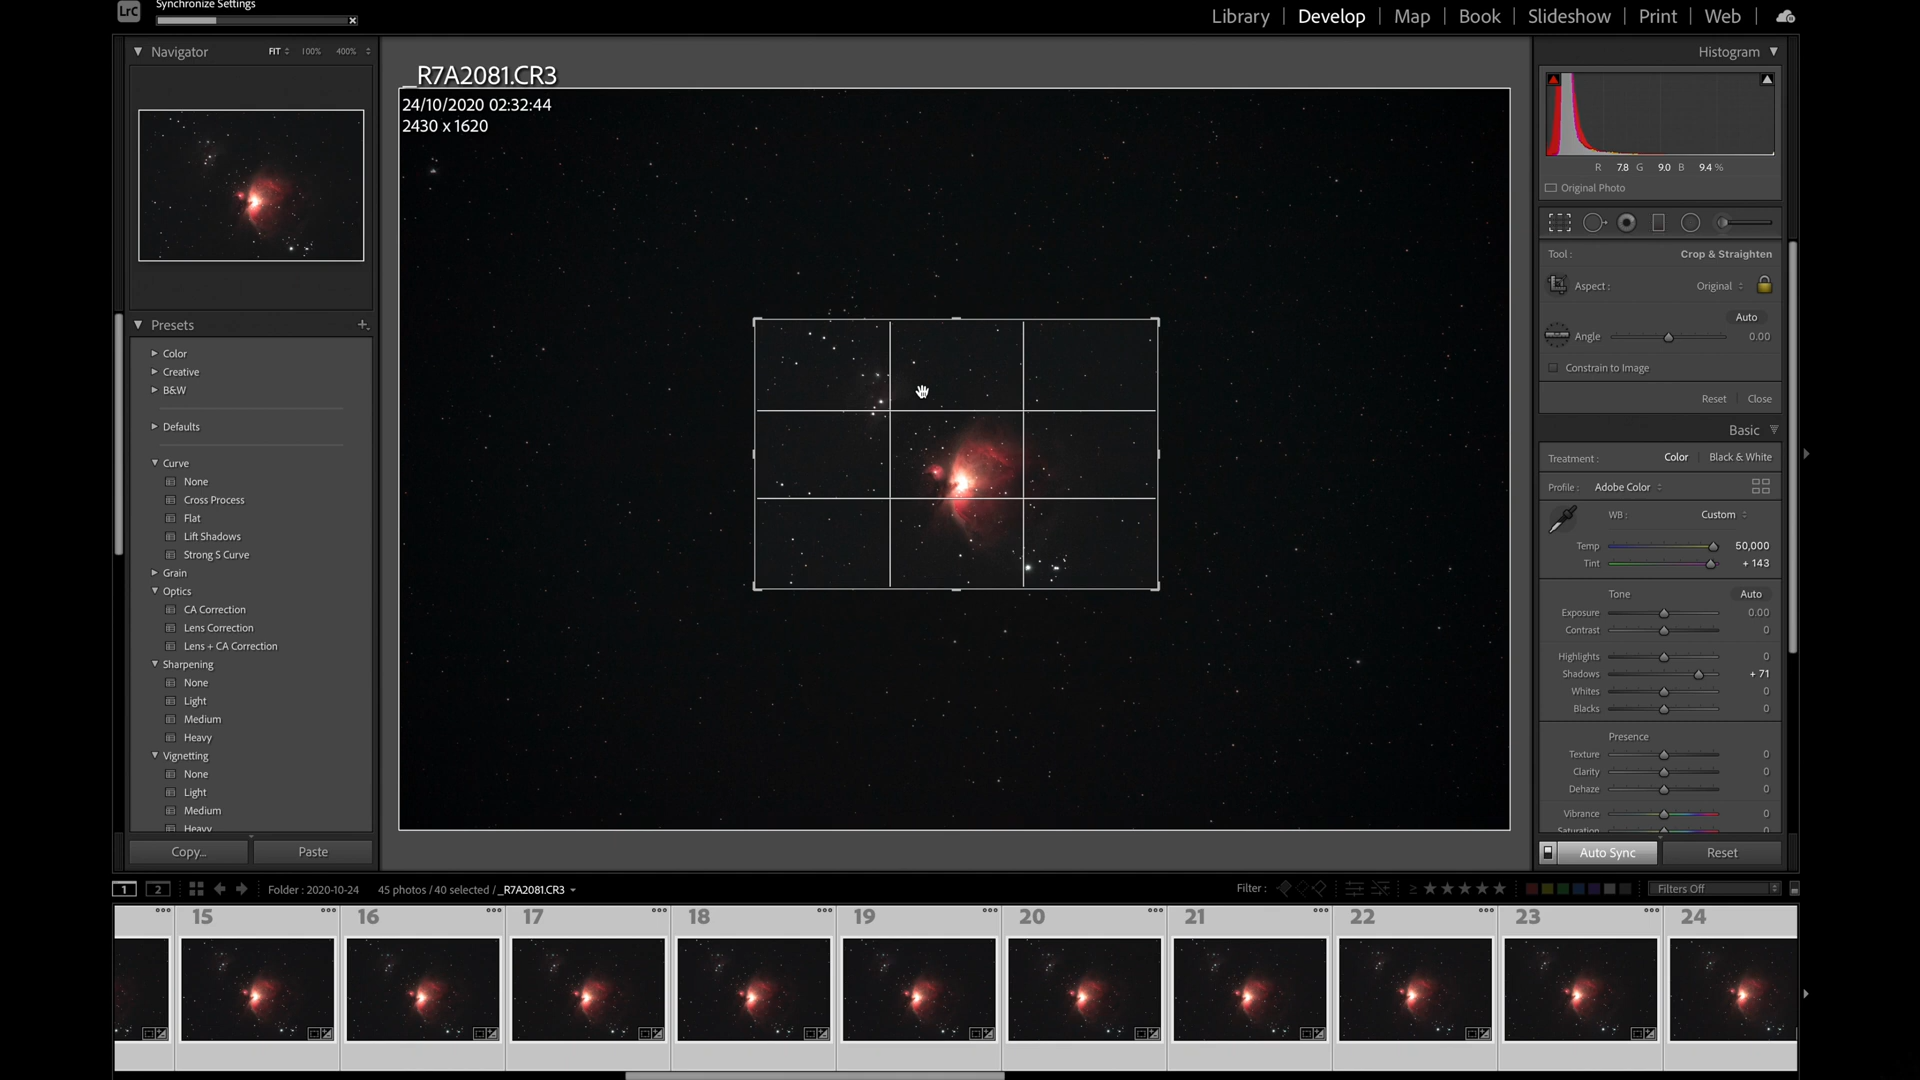 LrC
Synchronize Settings
Library
Develop
Map
Book
Slideshow
Print
Web
Navigator
FIT
100%
400%
Presets
Color
Creative
B&W
Defaults
Curve
None
Cross Process
Flat
Lift Shadows
Strong S Curve
Grain
Optics
CA Correction
Lens Correction
Lens + CA Correction
Sharpening
None
Light
Medium
Heavy
Vignetting
None
Light
Medium
Heavy
Copy...
Paste
_R7A2081.CR3
24/10/2020 02:32:44
2430 x 1620
Histogram
R 7.8 G 9.0 B 9.4 %
Original Photo
Tool : Crop & Straighten
Aspect : Original
Auto
Angle 0.00
Constrain to Image
Reset Close
Basic
Treatment : Color Black & White
Profile : Adobe Color
WB : Custom
Temp 50,000
Tint + 143
Tone Auto
Exposure 0.00
Contrast 0
Highlights 0
Shadows + 71
Whites 0
Blacks 0
Presence
Texture 0
Clarity 0
Dehaze 0
Vibrance 0
Saturation 0
Auto Sync
Reset
1 2
Folder : 2020-10-24
45 photos / 40 selected / _R7A2081.CR3
Filter :
≥
Filters Off
15 16 17 18 19 20 21 22 23 24